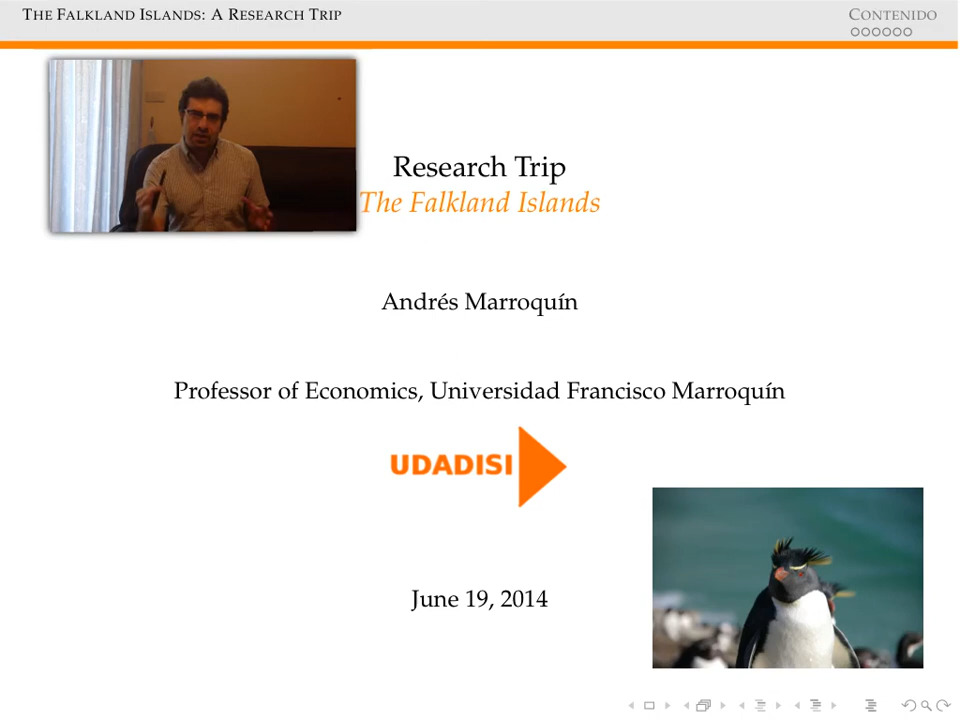 THE FALKLAND ISLANDS: A RESEARCH TRIP
CONTENIDO
Research Trip
The Falkland Islands
Andrés Marroquín
Professor of Economics, Universidad Francisco Marroquín
UDADISI
June 19, 2014